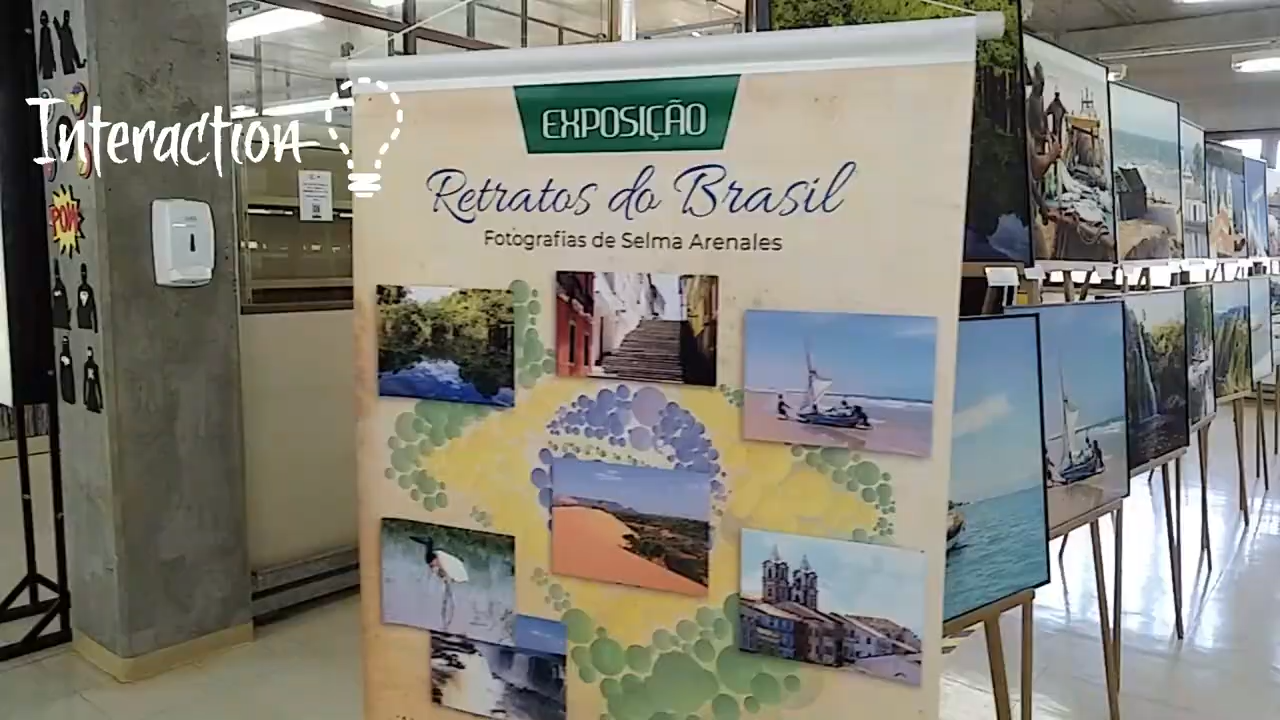 Interaction
EXPOSIÇÃO
Retratos do Brasil
Fotografias de Selma Arenales
POW